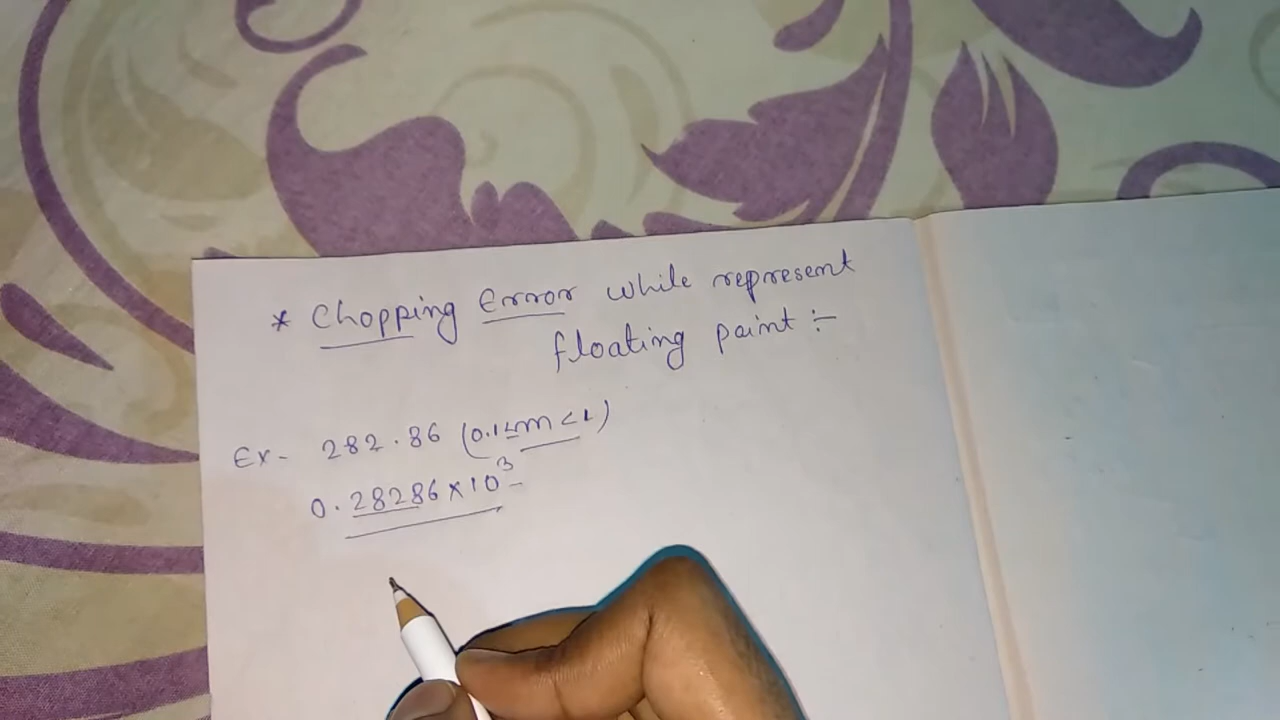 * Chopping Error while represent
floating paint :-
Ex- 282.86 (0.1≤m<1)
0.28286×10³